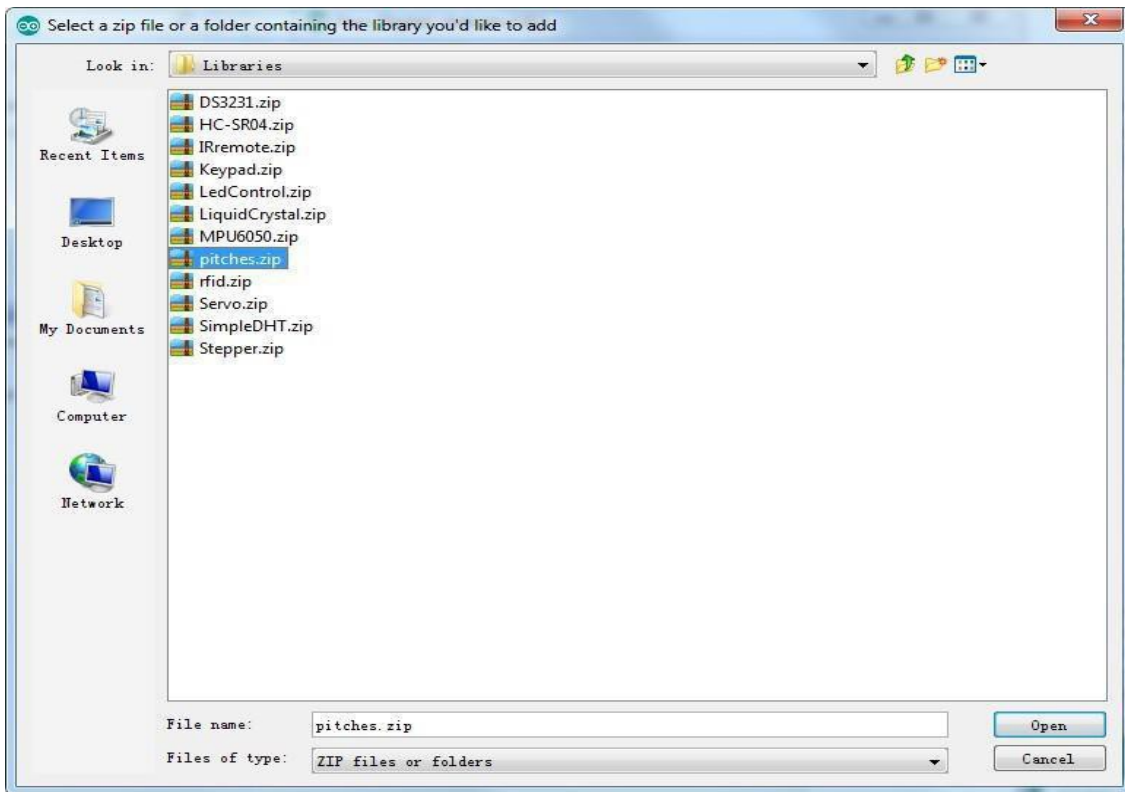 Select a zip file or a folder containing the library you'd like to add
Look in: Libraries
DS3231.zip
HC-SR04.zip
IRremote.zip
Keypad.zip
LedControl.zip
LiquidCrystal.zip
MPU6050.zip
pitches.zip
rfid.zip
Servo.zip
SimpleDHT.zip
Stepper.zip
Recent Items
Desktop
My Documents
Computer
Network
File name: pitches.zip Open
Files of type: ZIP files or folders Cancel